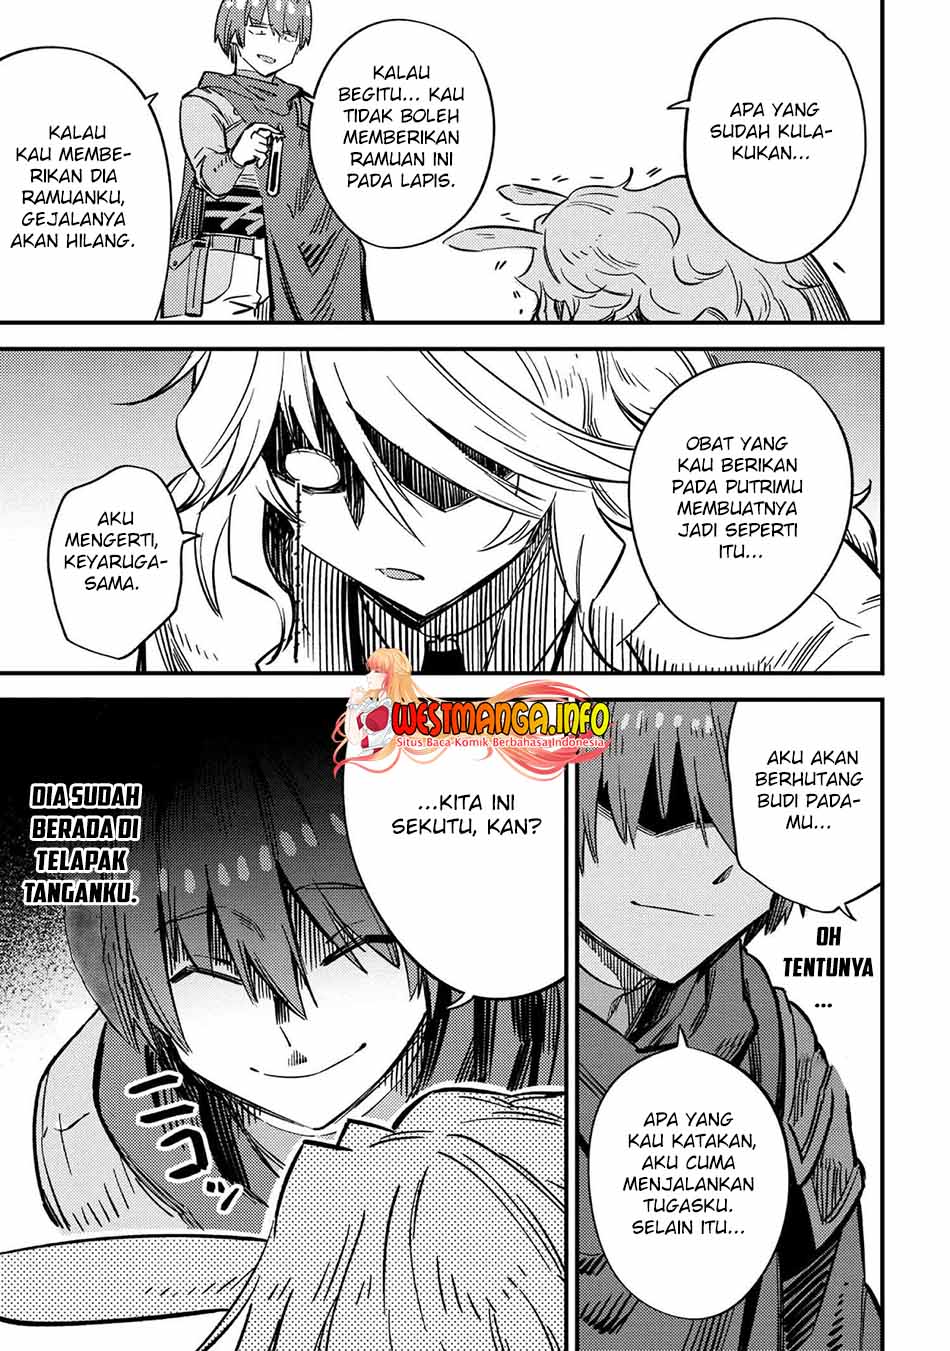 APA YANG
SUDAH KULA-
KUKAN...
KALAU
BEGITU... KAU
TIDAK BOLEH
MEMBERIKAN
RAMUAN INI
PADA LAPIS.
KALAU
KAU MEMBE-
RIKAN DIA
RAMUANKU,
GEJALANYA
AKAN HILANG.
OBAT YANG
KAU BERIKAN
PADA PUTRIMU
MEMBUATNYA
JADI SEPERTI
ITU...
AKU
MENGERTI,
KEYARUGA-
SAMA.
WESTMANGA.INFO
Situs Baca Komik Berbahasa Indonesia
AKU AKAN
BERHUTANG
BUDI PADA-
MU...
OH
TENTUNYA
...
APA YANG
KAU KATAKAN,
AKU CUMA
MENJALANKAN
TUGASKU.
SELAIN ITU...
...KITA INI
SEKUTU, KAN?
DIA SUDAH
BERADA DI
TELAPAK
TANGANKU.
ニコッ